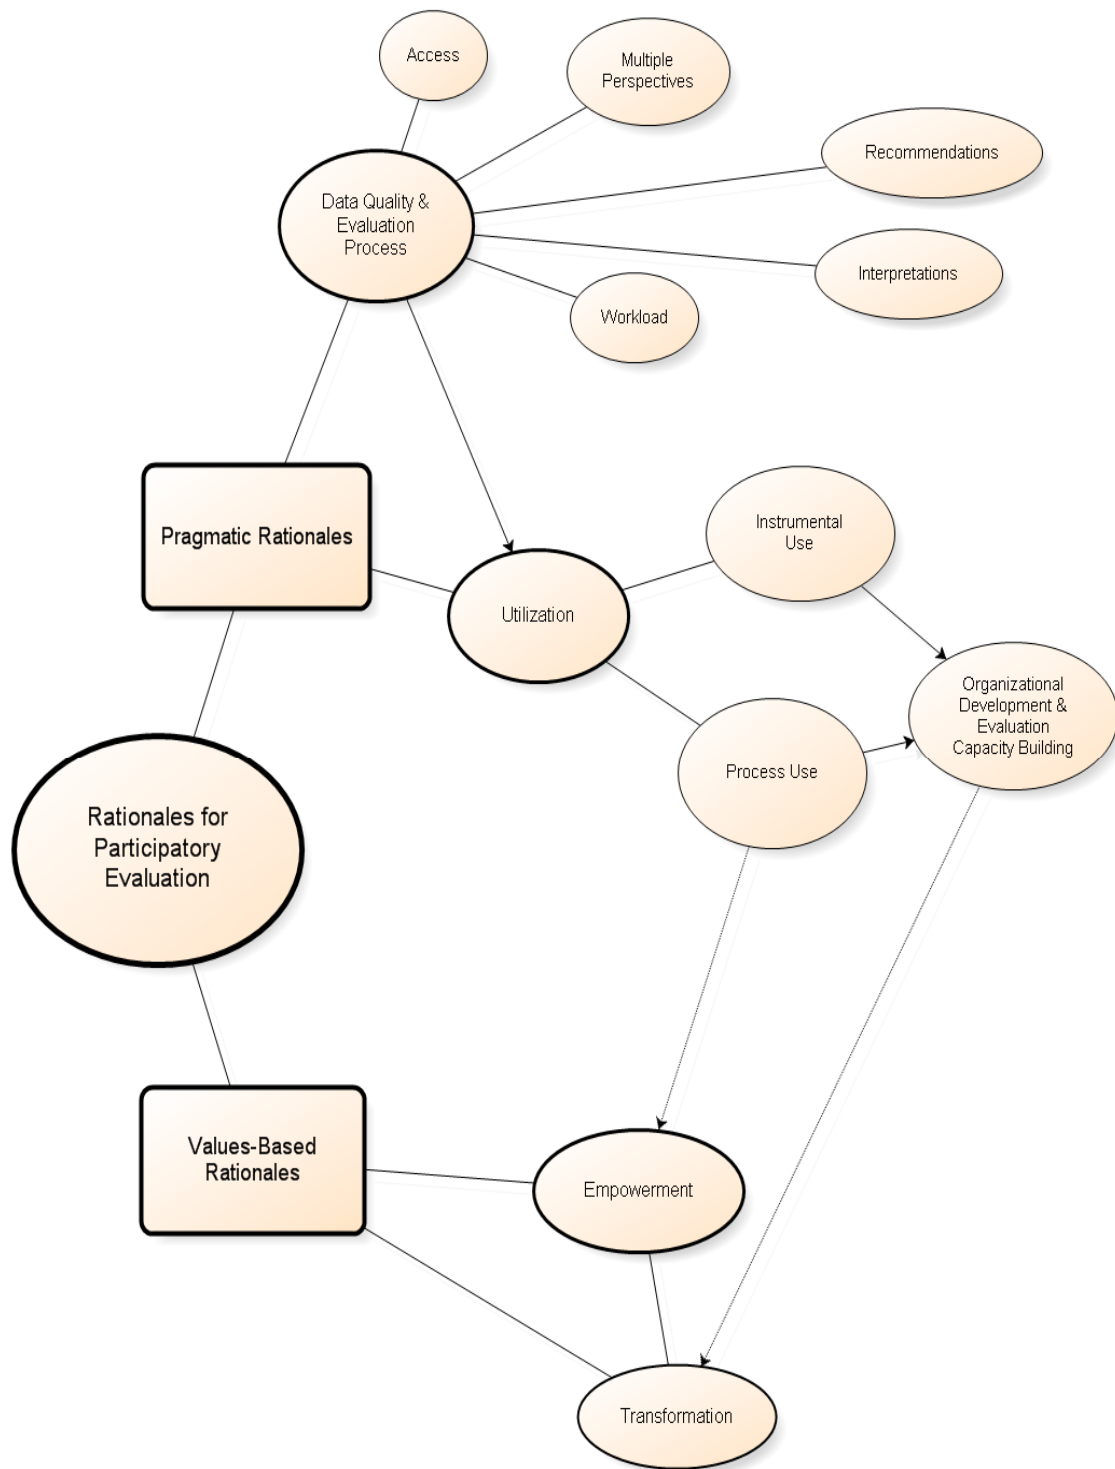 Access
Multiple
Perspectives
Recommendations
Data Quality &
Evaluation
Process
Interpretations
Workload
Pragmatic Rationales
Instrumental
Use
Utilization
Organizational
Development &
Evaluation
Capacity Building
Process Use
Rationales for
Participatory
Evaluation
Values-Based
Rationales
Empowerment
Transformation